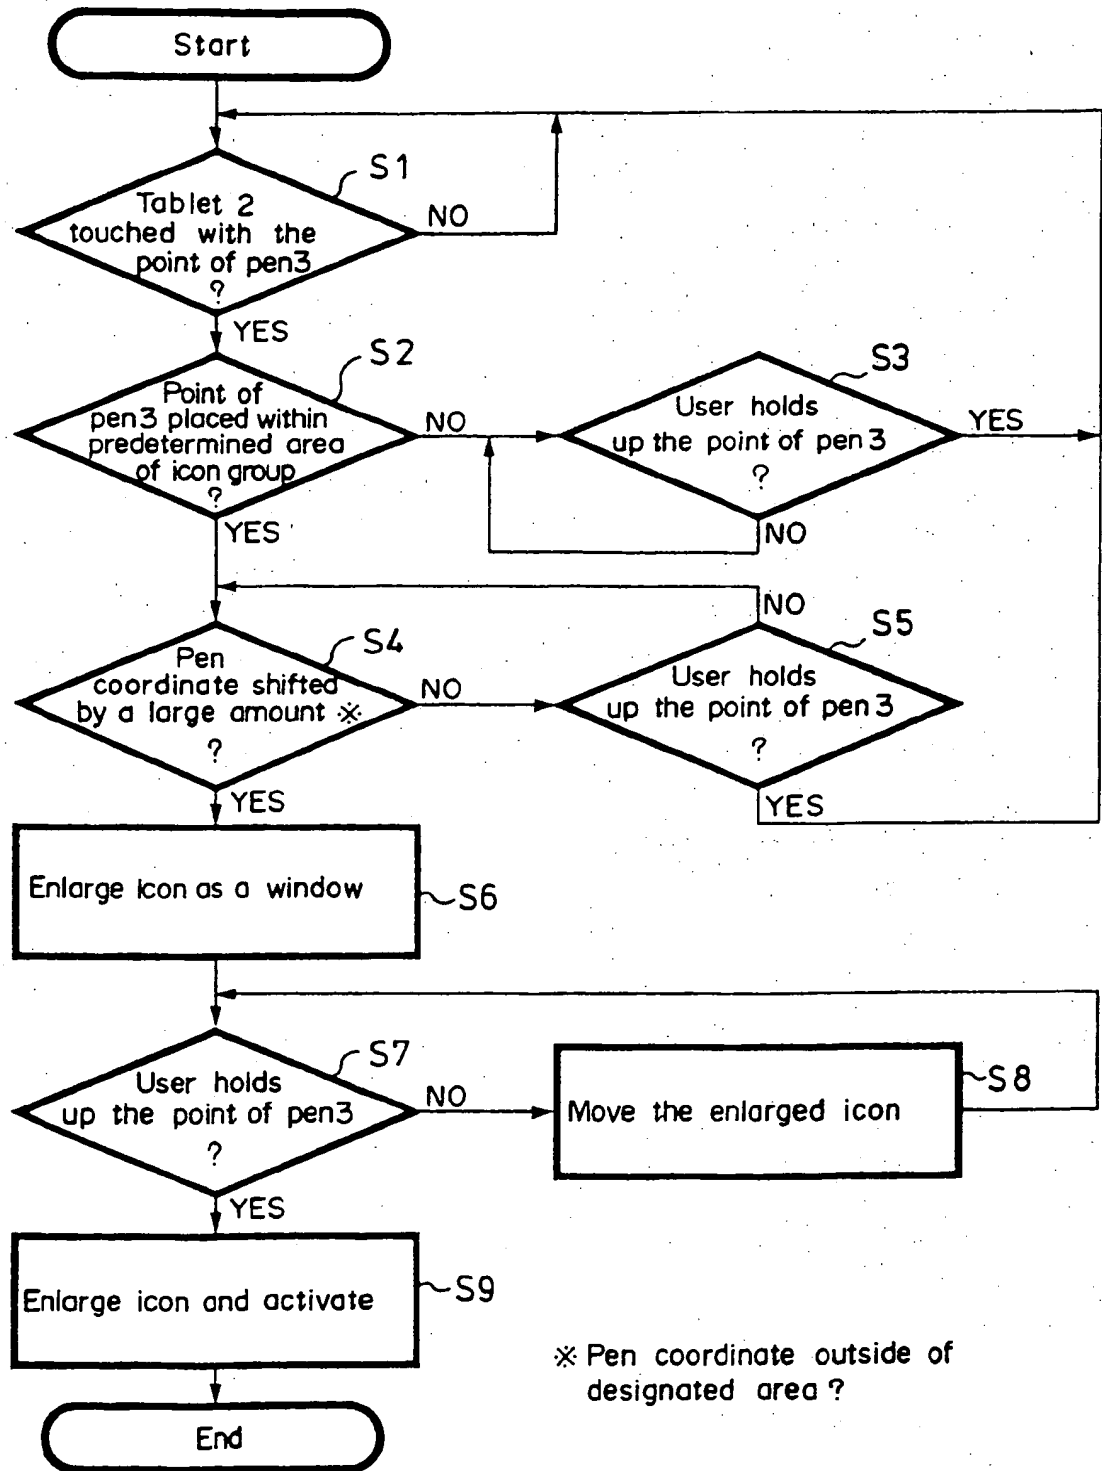 Start
S1
Tablet 2
touched with the
point of pen3
?
NO
YES
S2
Point of
pen3 placed within
predetermined area
of icon group
?
NO
YES
S3
User holds
up the point of pen 3
?
YES
NO
S4
Pen
coordinate shifted
by a large amount ※
?
NO
YES
S5
User holds
up the point of pen 3
?
NO
YES
Enlarge icon as a window
S6
S7
User holds
up the point of pen3
?
NO
YES
Move the enlarged icon
S8
Enlarge icon and activate
S9
※ Pen coordinate outside of
designated area ?
End